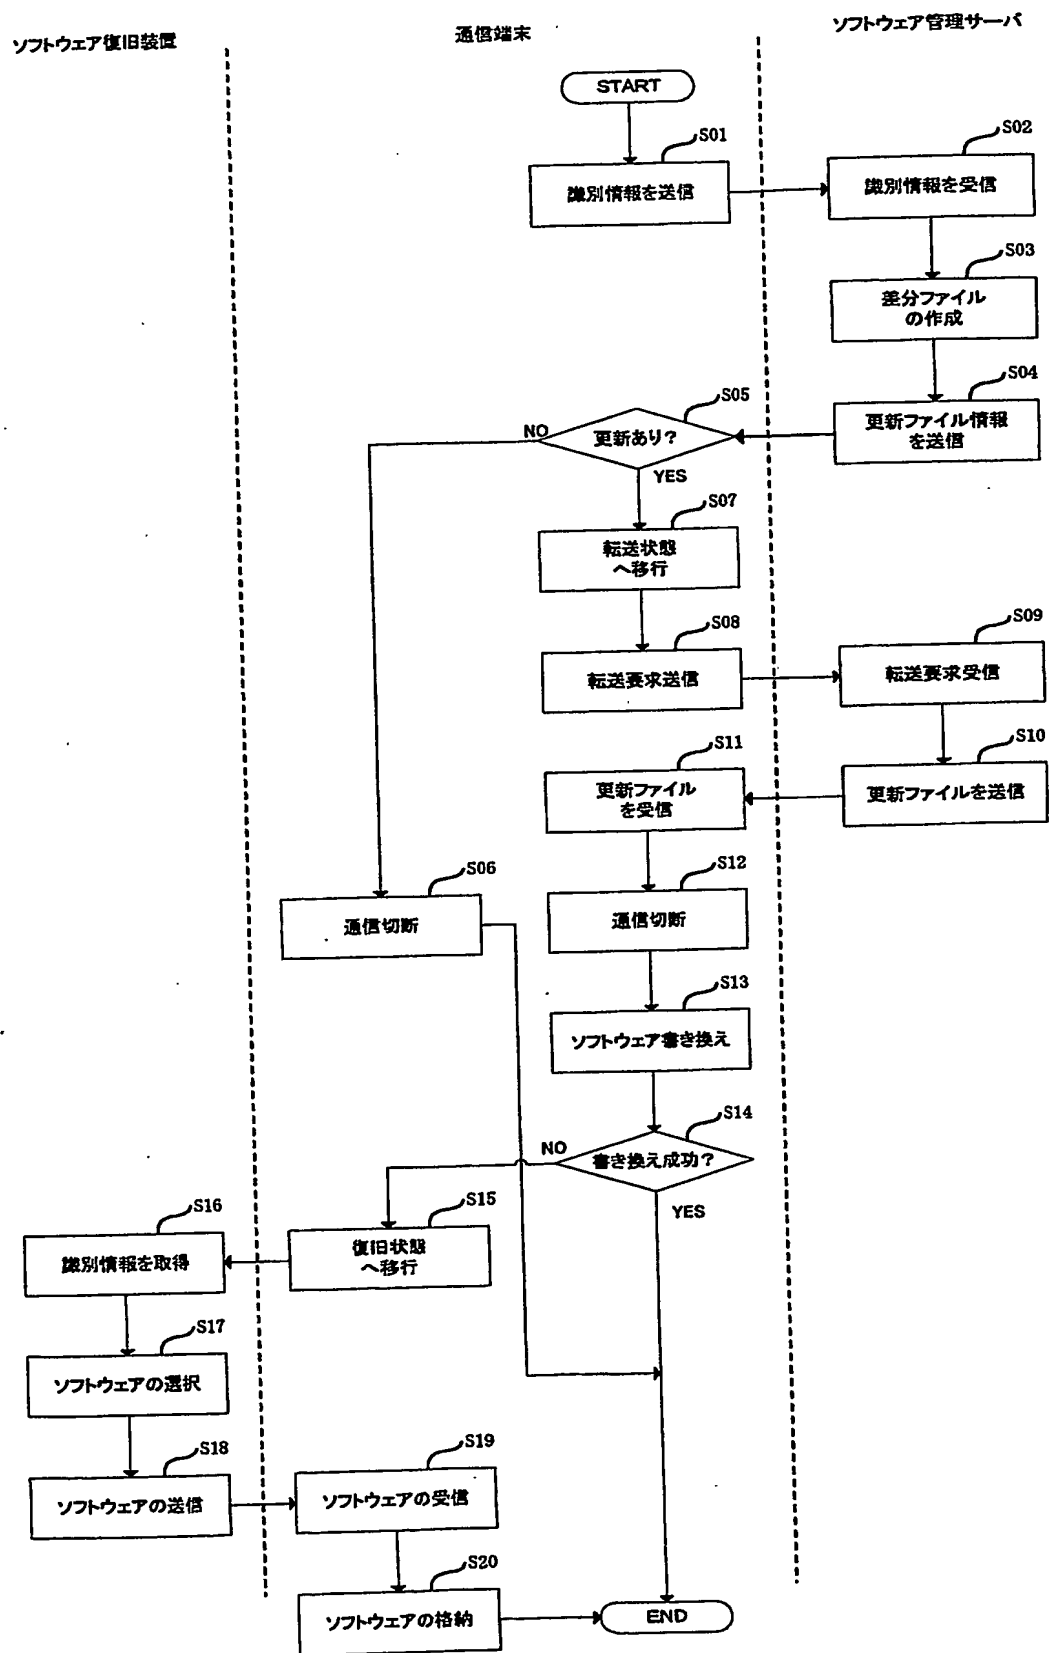 ソフトウェア復旧装置
通信端末
ソフトウェア管理サーバ
START
S01
識別情報を送信
S02
識別情報を受信
S03
差分ファイル
の作成
S04
更新ファイル情報
を送信
S05
更新あり?
NO
YES
S07
転送状態
へ移行
S08
転送要求送信
S09
転送要求受信
S10
更新ファイルを送信
S11
更新ファイル
を受信
S06
通信切断
S12
通信切断
S13
ソフトウェア書き換え
S14
書き換え成功?
NO
YES
S15
復旧状態
へ移行
S16
識別情報を取得
S17
ソフトウェアの選択
S18
ソフトウェアの送信
S19
ソフトウェアの受信
S20
ソフトウェアの格納
END